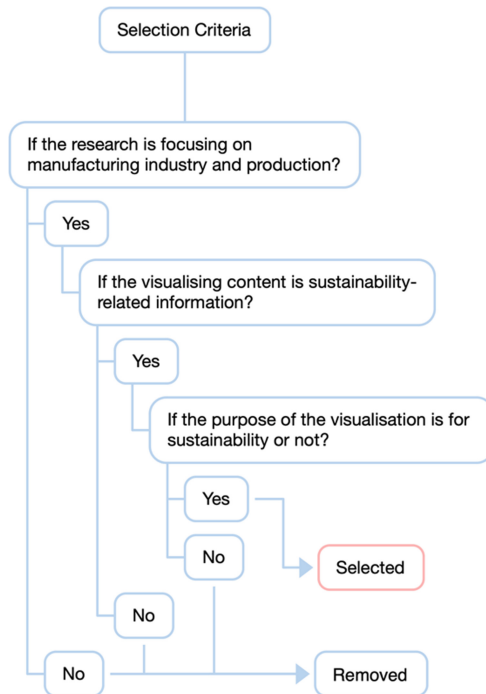 Selection Criteria
If the research is focusing on
manufacturing industry and production?
Yes
If the visualising content is sustainability-
related information?
Yes
If the purpose of the visualisation is for
sustainability or not?
Yes
No
Selected
No
No
Removed